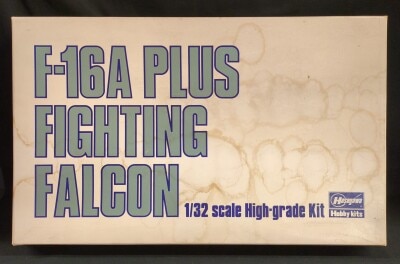 F-16A PLUS
FIGHTING
FALCON
1/32 scale High-grade Kit
Hasegawa
Hobby kits